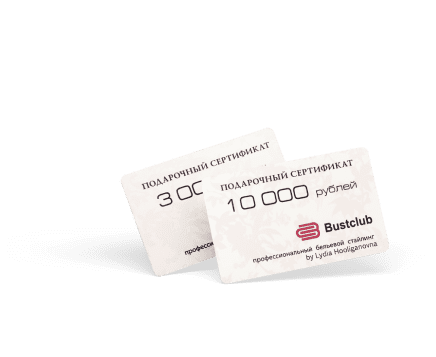 ПОДАРОЧНЫЙ СЕРТИФИКАТ
3 00
ПОДАРОЧНЫЙ СЕРТИФИКАТ
10 000 рублей
Bustclub
профессиональный бельевой стайлинг
by Lydia Hooliganovna